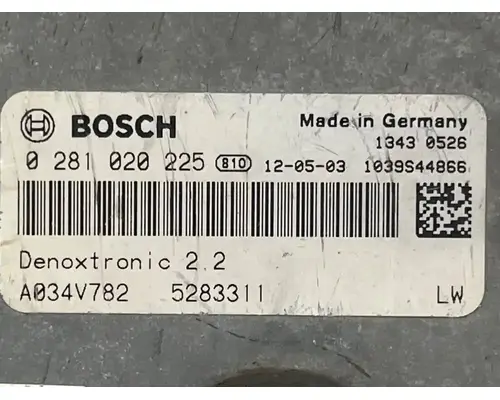 BOSCH Made in Germany
1343 0526
0 281 020 225 810 12-05-03 1039S44866
Denoxtronic 2.2
A034V782 5283311 LW